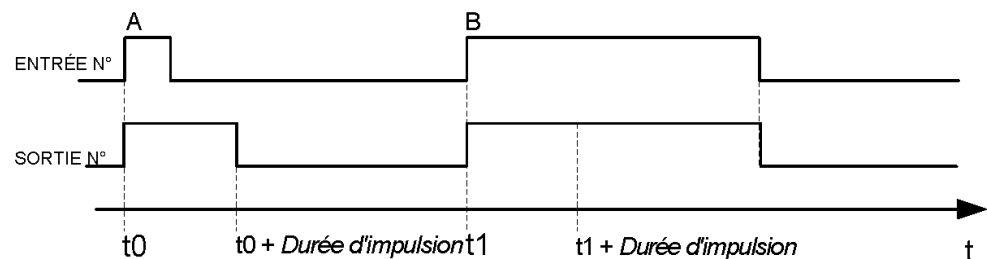 A B
ENTRÉE N°
SORTIE N°
t0 t0 + Durée d'impulsion t1 t1 + Durée d'impulsion t